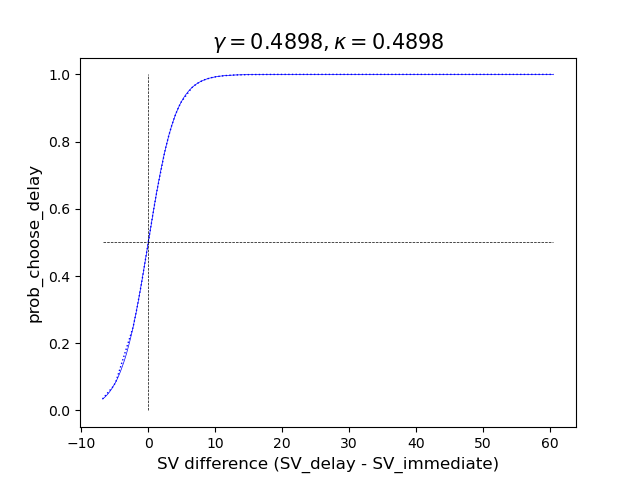 γ = 0.4898, κ = 0.4898
1.0
0.8
0.6
0.4
0.2
0.0
prob_choose_delay
−10 0 10 20 30 40 50 60
SV difference (SV_delay - SV_immediate)